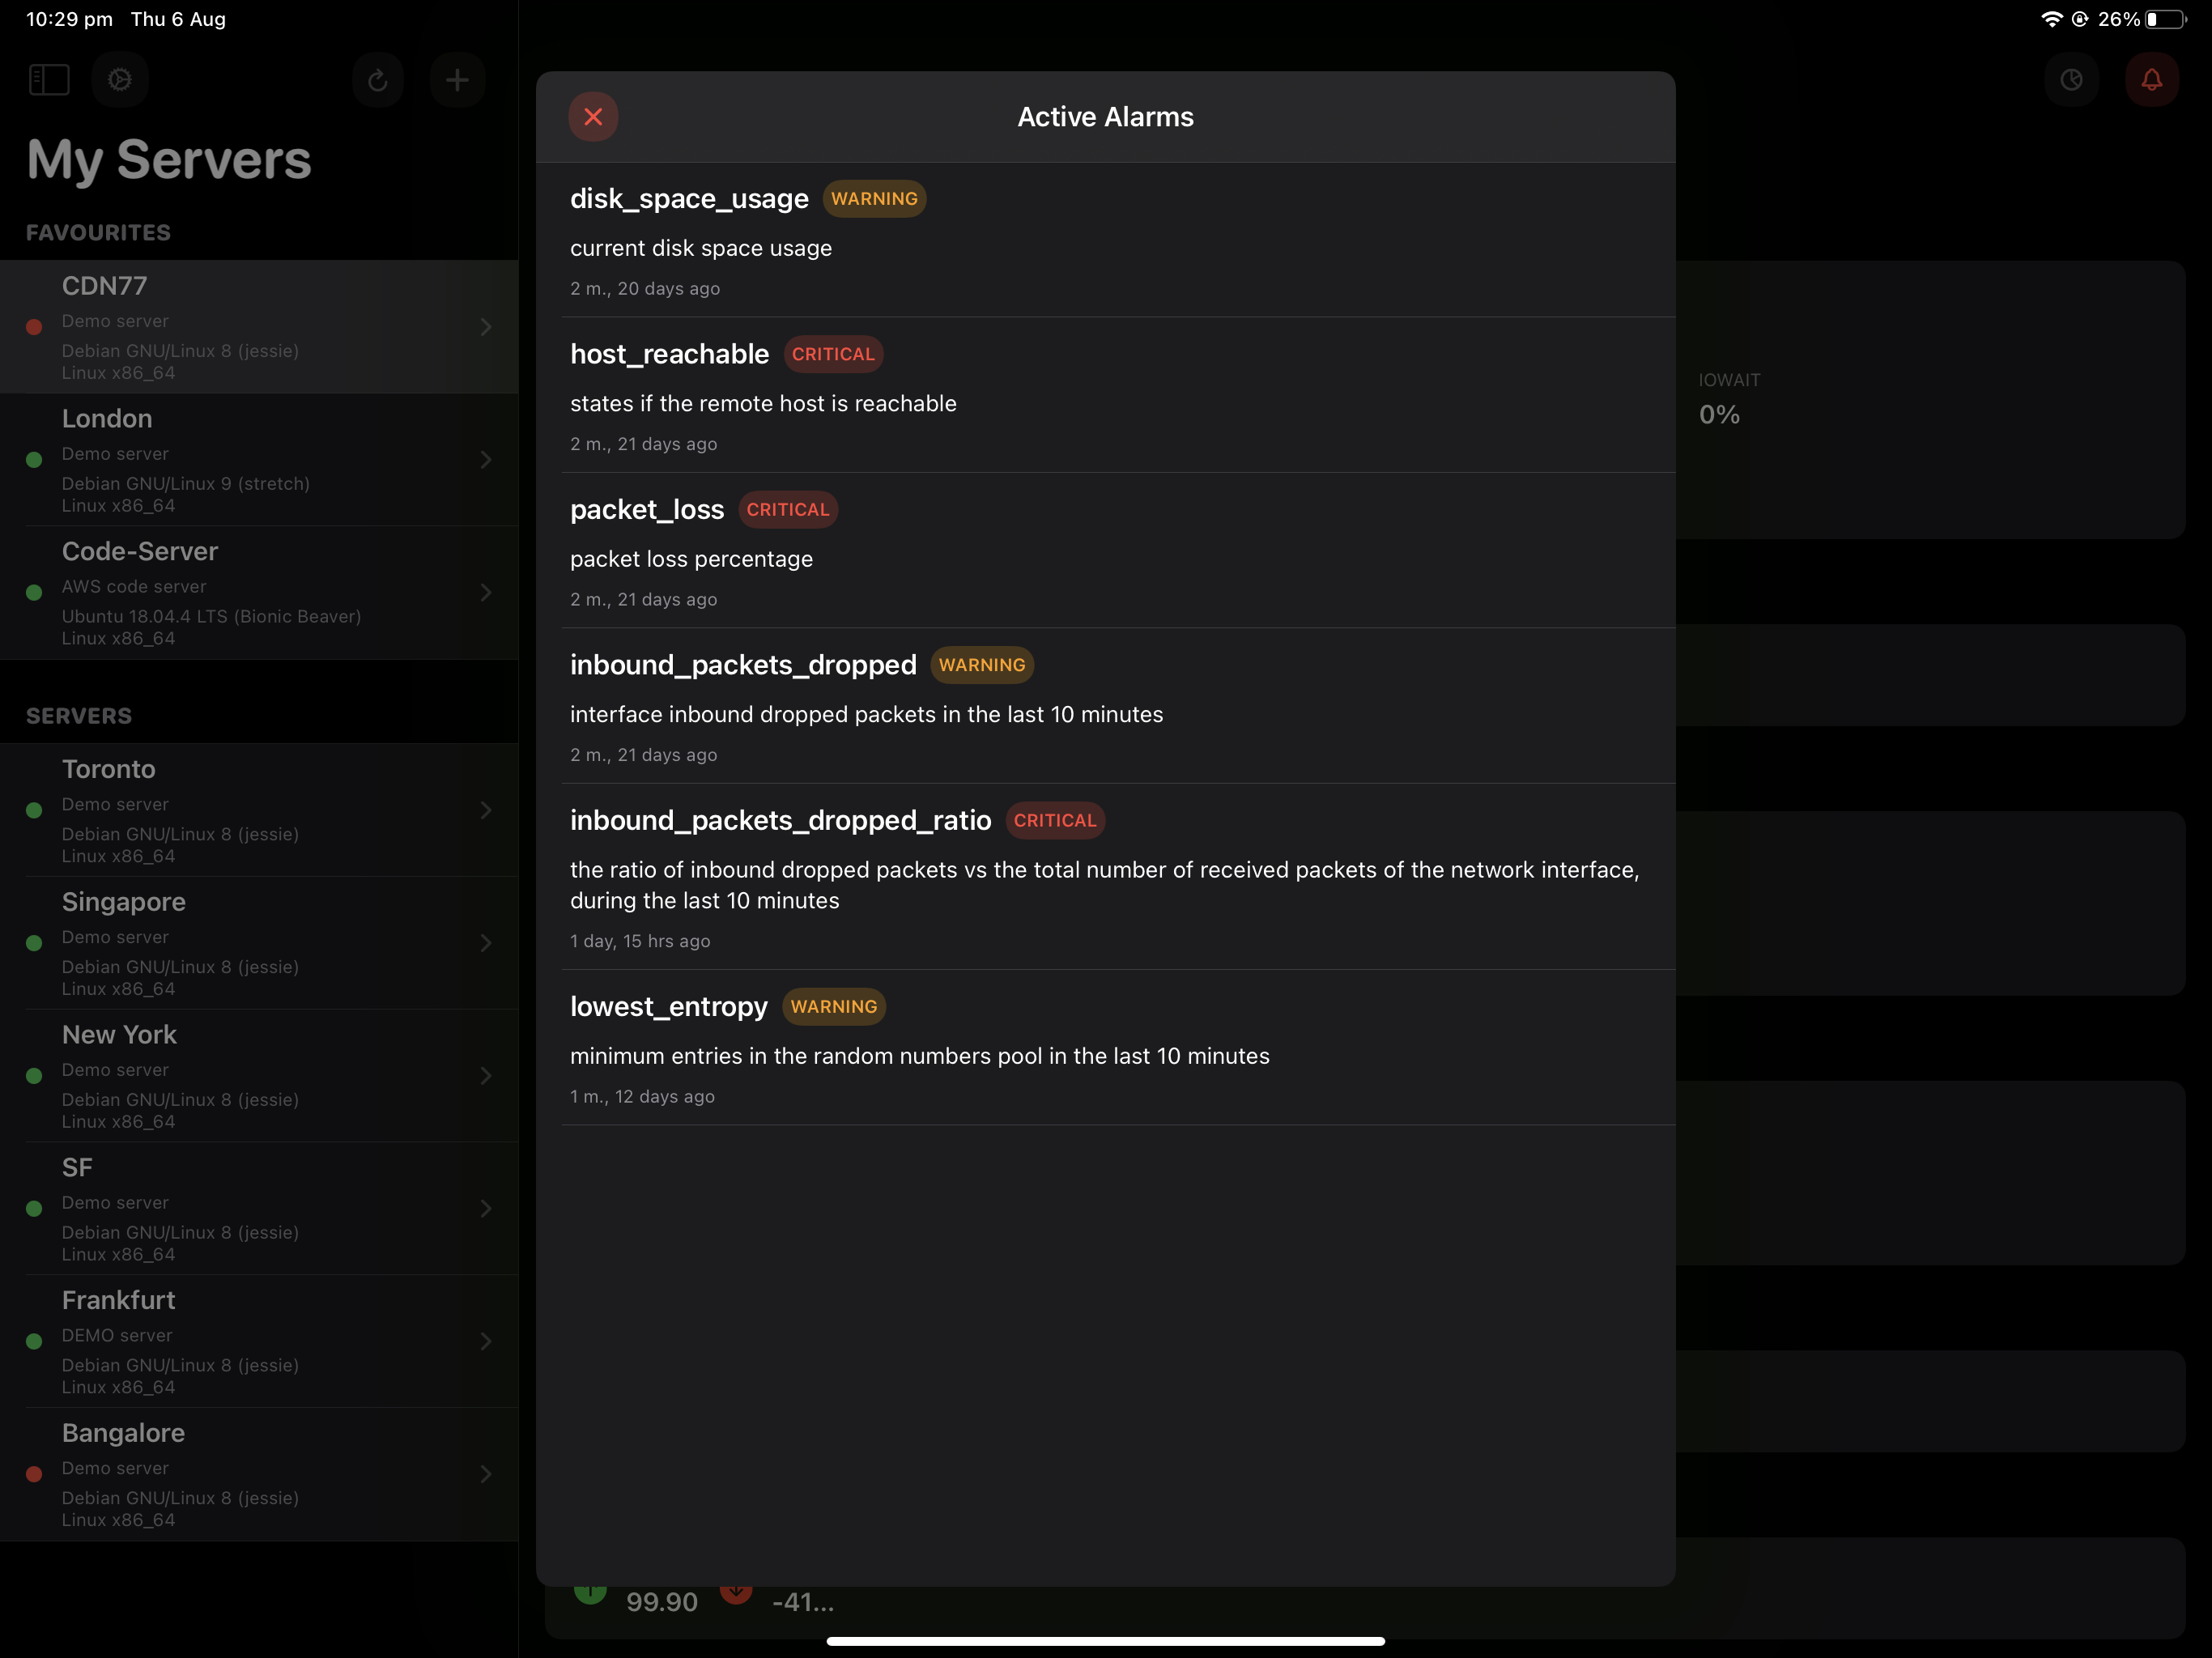 10:29 pm Thu 6 Aug
26%
My Servers
FAVOURITES
CDN77
Demo server
Debian GNU/Linux 8 (jessie)
Linux x86_64
London
Demo server
Debian GNU/Linux 9 (stretch)
Linux x86_64
Code-Server
AWS code server
Ubuntu 18.04.4 LTS (Bionic Beaver)
Linux x86_64
SERVERS
Toronto
Demo server
Debian GNU/Linux 8 (jessie)
Linux x86_64
Singapore
Demo server
Debian GNU/Linux 8 (jessie)
Linux x86_64
New York
Demo server
Debian GNU/Linux 8 (jessie)
Linux x86_64
SF
Demo server
Debian GNU/Linux 8 (jessie)
Linux x86_64
Frankfurt
DEMO server
Debian GNU/Linux 8 (jessie)
Linux x86_64
Bangalore
Demo server
Debian GNU/Linux 8 (jessie)
Linux x86_64
Active Alarms
disk_space_usage WARNING
current disk space usage
2 m., 20 days ago
host_reachable CRITICAL
states if the remote host is reachable
2 m., 21 days ago
packet_loss CRITICAL
packet loss percentage
2 m., 21 days ago
inbound_packets_dropped WARNING
interface inbound dropped packets in the last 10 minutes
2 m., 21 days ago
inbound_packets_dropped_ratio CRITICAL
the ratio of inbound dropped packets vs the total number of received packets of the network interface,
during the last 10 minutes
1 day, 15 hrs ago
lowest_entropy WARNING
minimum entries in the random numbers pool in the last 10 minutes
1 m., 12 days ago
IOWAIT
0%
99.90 -41...